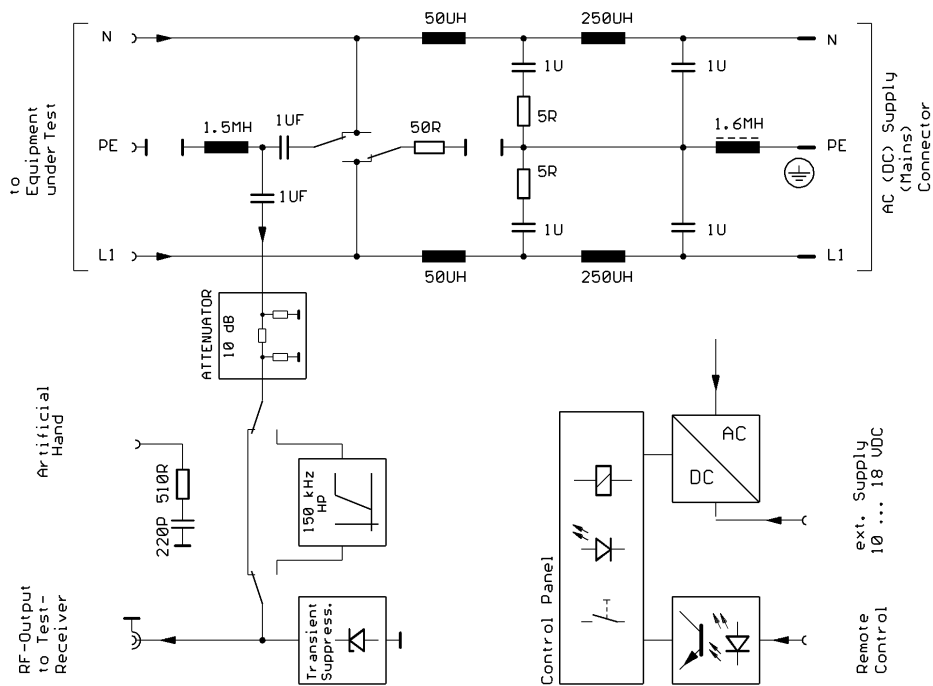 50UH
250UH
N
N
1U
1U
1UF
5R
1.5MH
50R
1.6MH
PE
PE
to
Equipment
under Test
AC (DC) Supply
(Mains)
Connector
5R
1UF
1U
1U
L1
L1
50UH
250UH
ATTENUATOR
10 dB
Artificial
Hand
510R
220P
150 kHz
HP
AC
DC
ext. Supply
10 ... 18 VDC
Control Panel
RF-Output
to Test-
Receiver
Transient
Suppress.
Remote
Control